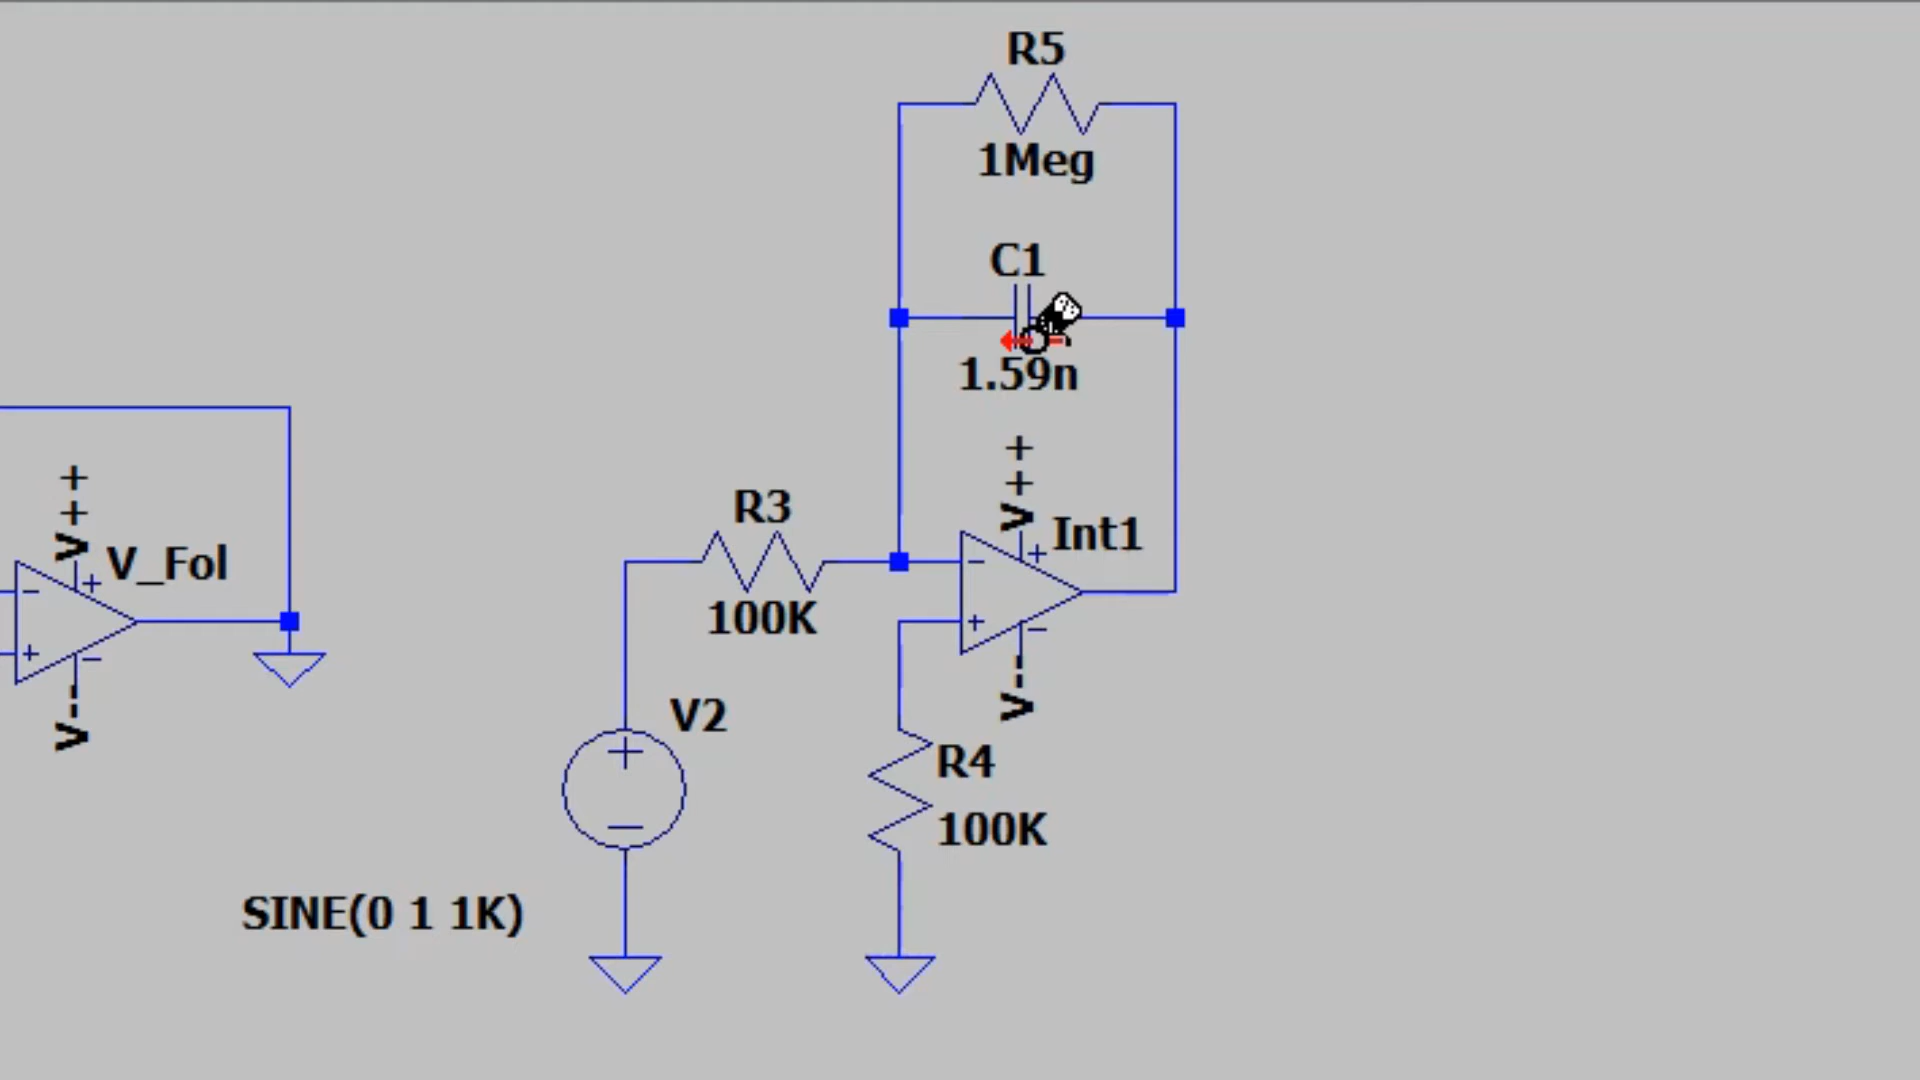 R5
1Meg
C1
1.59n
V++
V++
Int1
R3
V_Fol
100K
V--
V--
V2
R4
100K
SINE(0 1 1K)